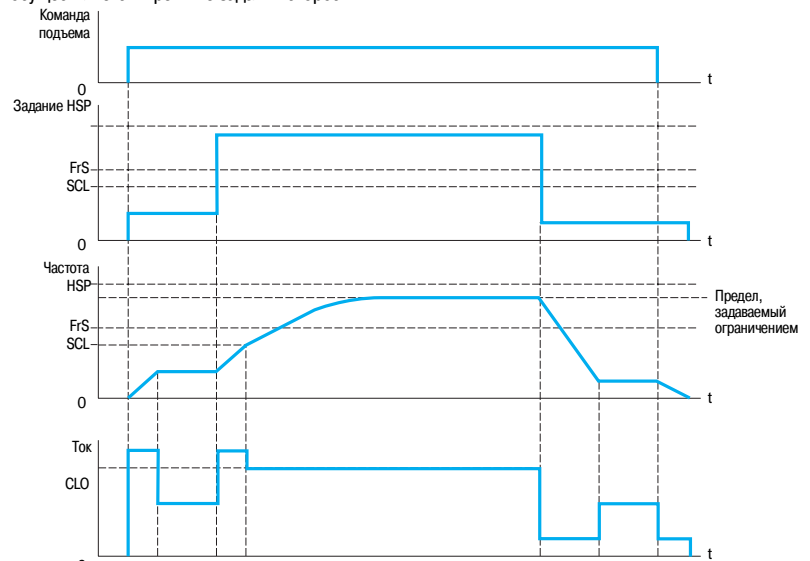 Команда
подъема
t
0
Задание HSP
FrS
SCL
0
t
Частота
HSP
Предел,
задаваемый
ограничением
FrS
SCL
0
t
Ток
CLO
t